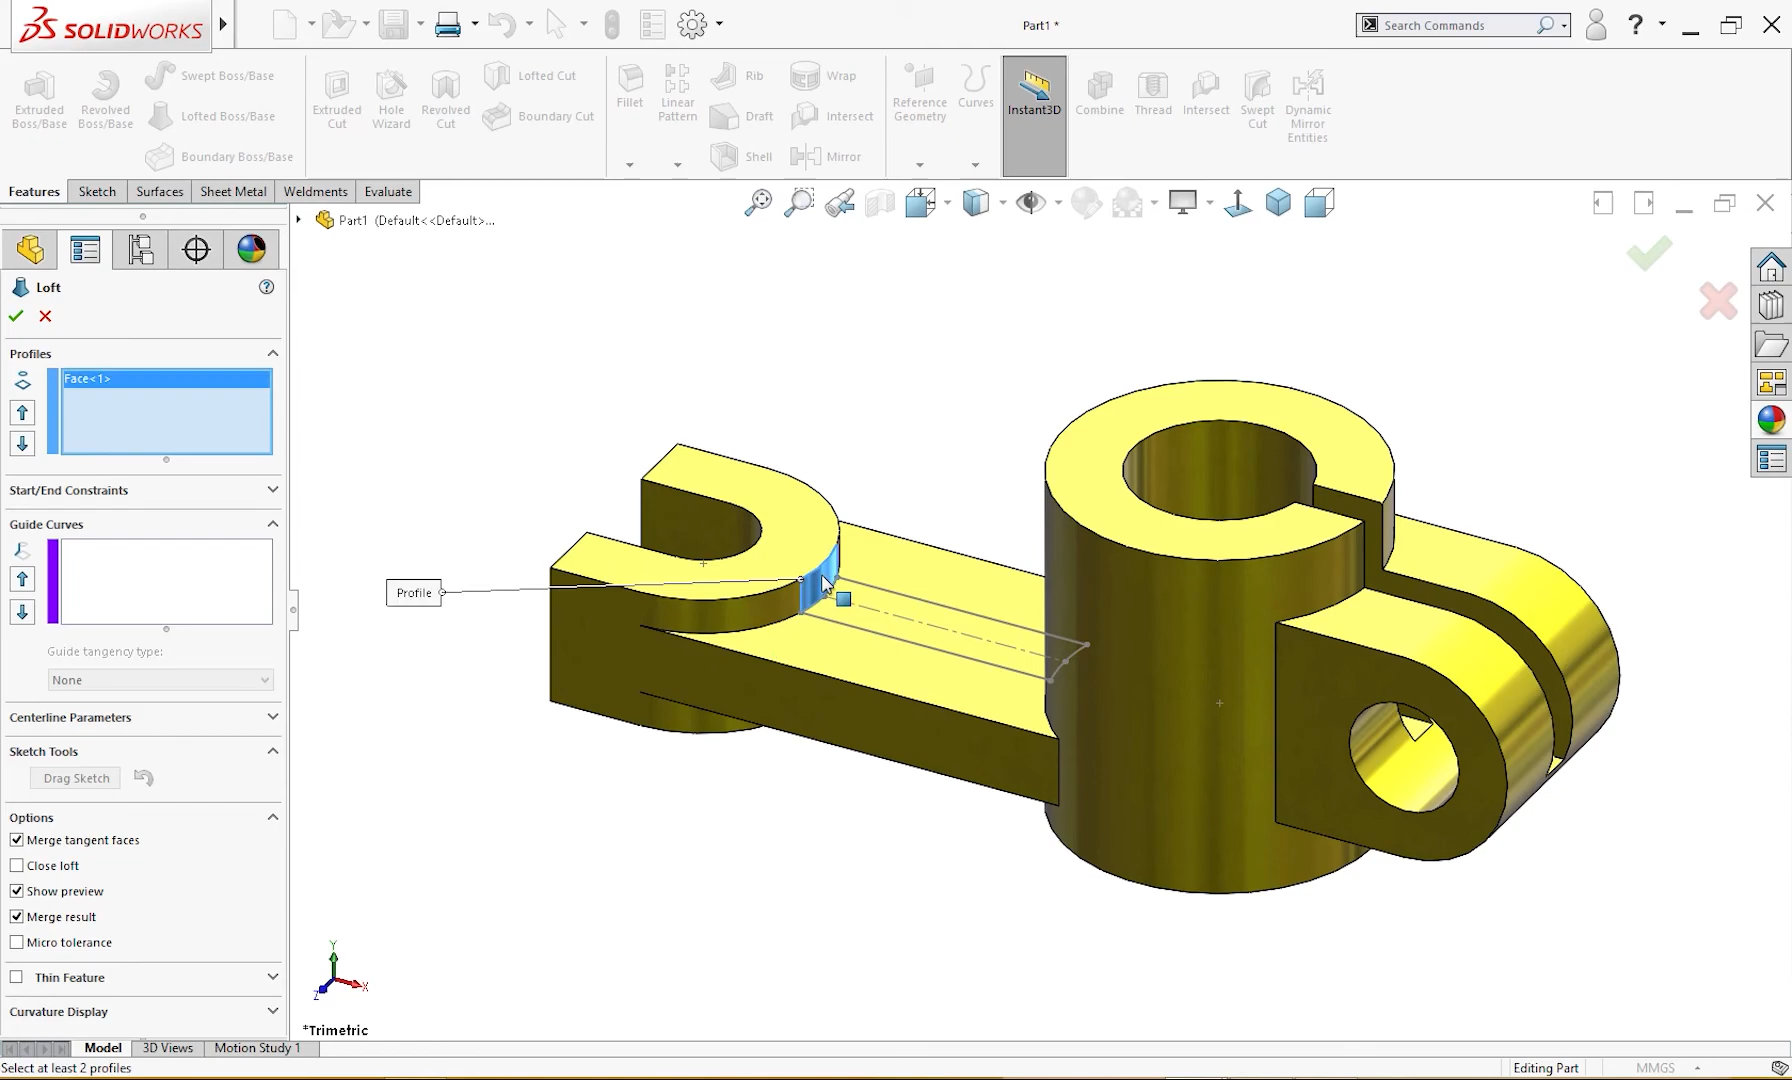 SOLIDWORKS
Part1 *
Search Commands
?
Extruded Boss/Base
Revolved Boss/Base
Swept Boss/Base
Lofted Boss/Base
Boundary Boss/Base
Extruded Cut
Hole Wizard
Revolved Cut
Lofted Cut
Boundary Cut
Fillet
Linear Pattern
Rib
Draft
Shell
Wrap
Intersect
Mirror
Reference Geometry
Curves
Instant3D
Combine
Thread
Intersect
Swept Cut
Dynamic Mirror Entities
Features
Sketch
Surfaces
Sheet Metal
Weldments
Evaluate
Part1 (Default<<Default>...
Loft
Profiles
Face<1>
Start/End Constraints
Guide Curves
Guide tangency type:
None
Centerline Parameters
Sketch Tools
Drag Sketch
Options
Merge tangent faces
Close loft
Show preview
Merge result
Micro tolerance
Thin Feature
Curvature Display
Profile
Y
X
Z
*Trimetric
Model
3D Views
Motion Study 1
Select at least 2 profiles
Editing Part
MMGS